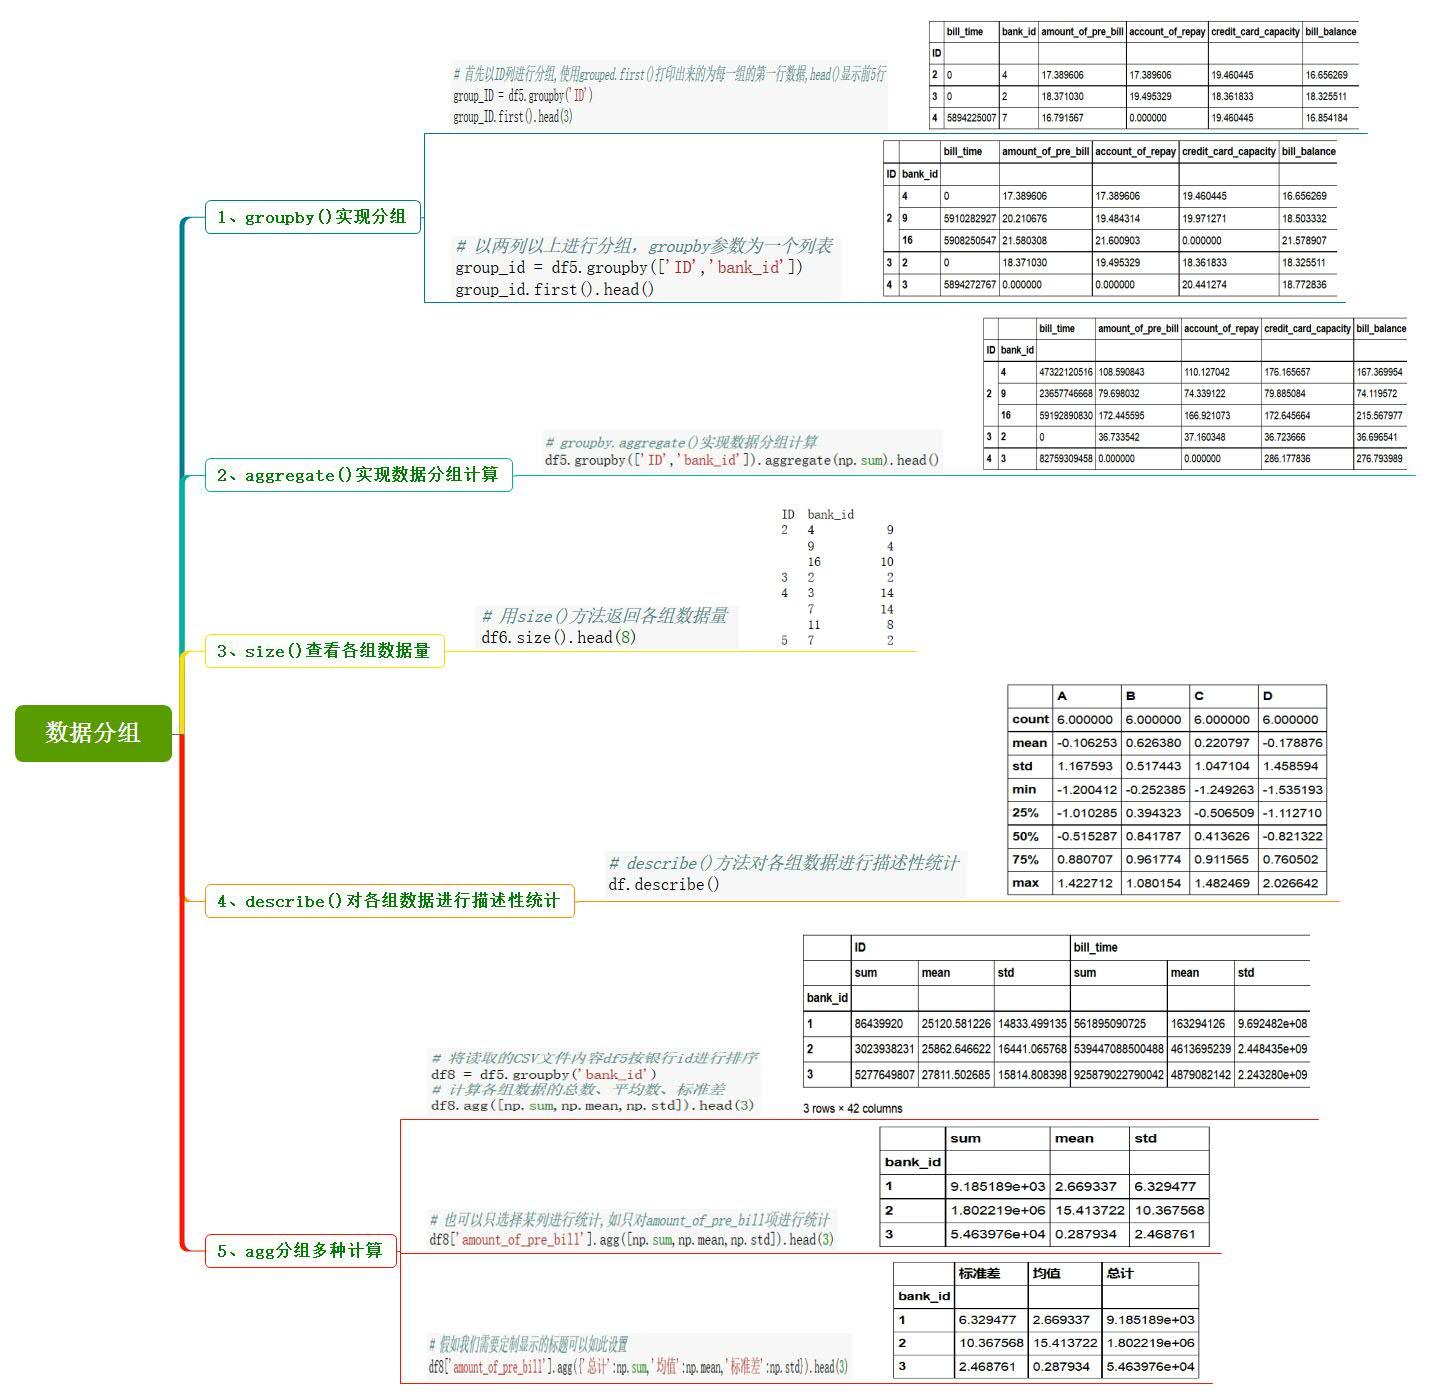 数据分组
1、groupby()实现分组
# 首先以ID列进行分组,使用grouped.first()打印出来的为每一组的第一行数据,head()显示前5行
group_ID = df5.groupby('ID')
group_ID.first().head(3)
bill_time bank_id amount_of_pre_bill account_of_repay credit_card_capacity bill_balance
ID
2 0 4 17.389606 17.389606 19.460445 16.656269
3 0 2 18.371030 19.495329 18.361833 18.325511
4 5894225007 7 16.791567 0.000000 19.460445 16.854184
# 以两列以上进行分组，groupby参数为一个列表
group_id = df5.groupby(['ID','bank_id'])
group_id.first().head()
bill_time amount_of_pre_bill account_of_repay credit_card_capacity bill_balance
ID bank_id
4 0 17.389606 17.389606 19.460445 16.656269
2 9 5910282927 20.210676 19.484314 19.971271 18.503332
16 5908250547 21.580308 21.600903 0.000000 21.578907
3 2 0 18.371030 19.495329 18.361833 18.325511
4 3 5894272767 0.000000 0.000000 20.441274 18.772836
2、aggregate()实现数据分组计算
# groupby.aggregate()实现数据分组计算
df5.groupby(['ID','bank_id']).aggregate(np.sum).head()
bill_time amount_of_pre_bill account_of_repay credit_card_capacity bill_balance
ID bank_id
4 47322120516 108.590843 110.127042 176.165657 167.369954
2 9 23657746668 79.698032 74.339122 79.885084 74.119572
16 59192890830 172.445595 166.921073 172.645664 215.567977
3 2 0 36.733542 37.160348 36.723666 36.696541
4 3 82759309458 0.000000 0.000000 286.177836 276.793989
3、size()查看各组数据量
# 用size()方法返回各组数据量
df6.size().head(8)
ID bank_id
2 4 9
9 4
16 10
3 2 2
4 3 14
7 14
11 8
5 7 2
4、describe()对各组数据进行描述性统计
# describe()方法对各组数据进行描述性统计
df.describe()
A B C D
count 6.000000 6.000000 6.000000 6.000000
mean -0.106253 0.626380 0.220797 -0.178876
std 1.167593 0.517443 1.047104 1.458594
min -1.200412 -0.252385 -1.249263 -1.535193
25% -1.010285 0.394323 -0.506509 -1.112710
50% -0.515287 0.841787 0.413626 -0.821322
75% 0.880707 0.961774 0.911565 0.760502
max 1.422712 1.080154 1.482469 2.026642
5、agg分组多种计算
# 将读取的CSV文件内容df5按银行id进行排序
df8 = df5.groupby('bank_id')
# 计算各组数据的总数、平均数、标准差
df8.agg([np.sum,np.mean,np.std]).head(3)
ID bill_time
sum mean std sum mean std
bank_id
1 86439920 25120.581226 14833.499135 561895090725 163294126 9.692482e+08
2 3023938231 25862.646622 16441.065768 539447088500488 4613695239 2.448435e+09
3 5277649807 27811.502685 15814.808398 925879022790042 4879082142 2.243280e+09
3 rows × 42 columns
# 也可以只选择某列进行统计,如只对amount_of_pre_bill项进行统计
df8['amount_of_pre_bill'].agg([np.sum,np.mean,np.std]).head(3)
sum mean std
bank_id
1 9.185189e+03 2.669337 6.329477
2 1.802219e+06 15.413722 10.367568
3 5.463976e+04 0.287934 2.468761
# 假如我们需要定制显示的标题可以如此设置
df8['amount_of_pre_bill'].agg({'总计':np.sum,'均值':np.mean,'标准差':np.std}).head(3)
标准差 均值 总计
bank_id
1 6.329477 2.669337 9.185189e+03
2 10.367568 15.413722 1.802219e+06
3 2.468761 0.287934 5.463976e+04